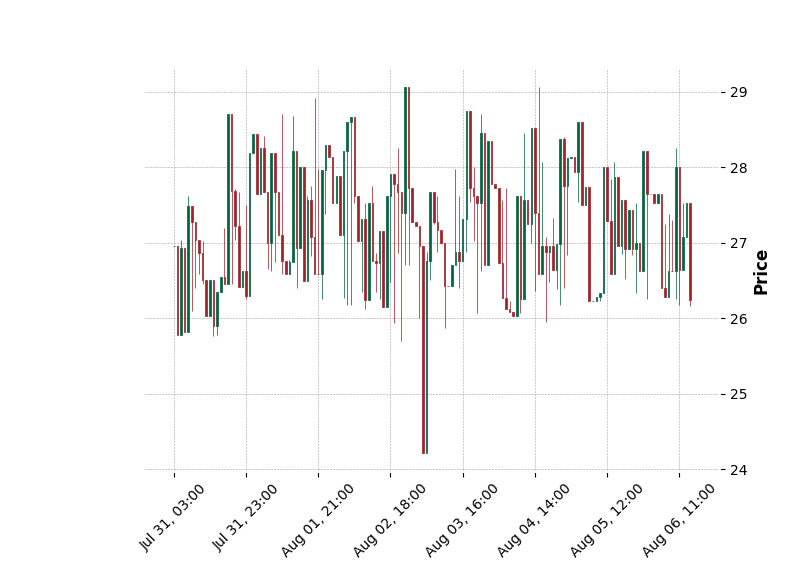 29
28
27
26
25
24
Price
Jul 31, 03:00
Jul 31, 23:00
Aug 01, 21:00
Aug 02, 18:00
Aug 03, 16:00
Aug 04, 14:00
Aug 05, 12:00
Aug 06, 11:00